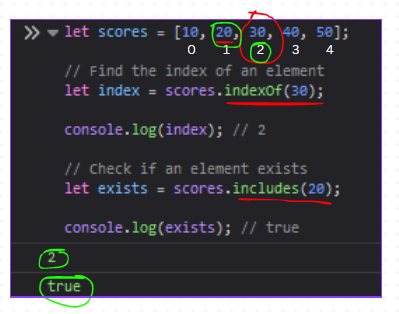 let scores = [10, 20, 30, 40, 50];
0 1 2 3 4
// Find the index of an element
let index = scores.indexOf(30);
console.log(index); // 2
// Check if an element exists
let exists = scores.includes(20);
console.log(exists); // true
2
true